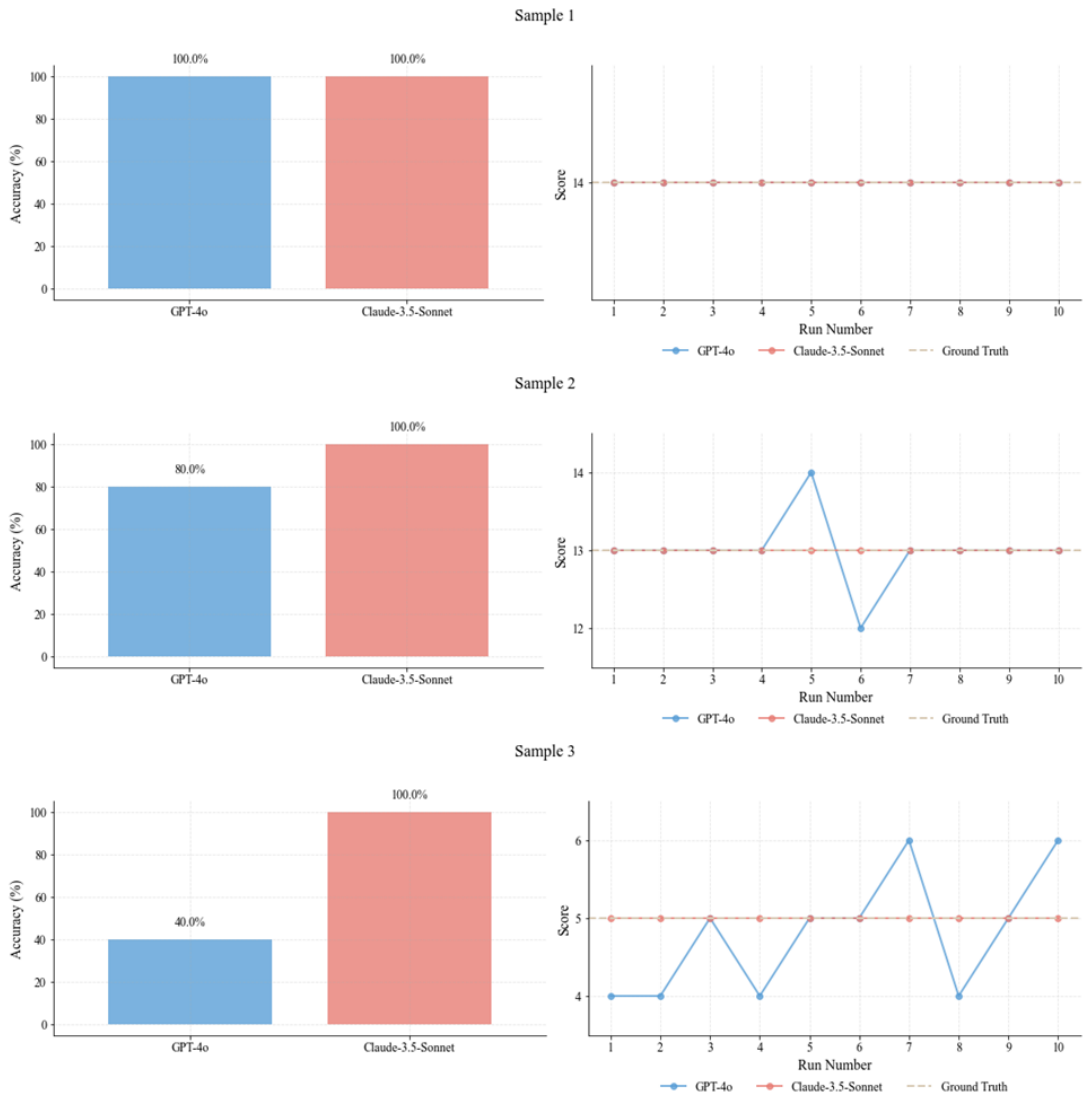 Sample 1
100.0%
100.0%
100
80
60
40
20
0
Accuracy (%)
GPT-4o
Claude-3.5-Sonnet
Score
14
1 2 3 4 5 6 7 8 9 10
Run Number
GPT-4o Claude-3.5-Sonnet Ground Truth
Sample 2
80.0%
100.0%
100
80
60
40
20
0
Accuracy (%)
GPT-4o
Claude-3.5-Sonnet
Score
14
13
12
1 2 3 4 5 6 7 8 9 10
Run Number
GPT-4o Claude-3.5-Sonnet Ground Truth
Sample 3
40.0%
100.0%
100
80
60
40
20
0
Accuracy (%)
GPT-4o
Claude-3.5-Sonnet
Score
6
5
4
1 2 3 4 5 6 7 8 9 10
Run Number
GPT-4o Claude-3.5-Sonnet Ground Truth